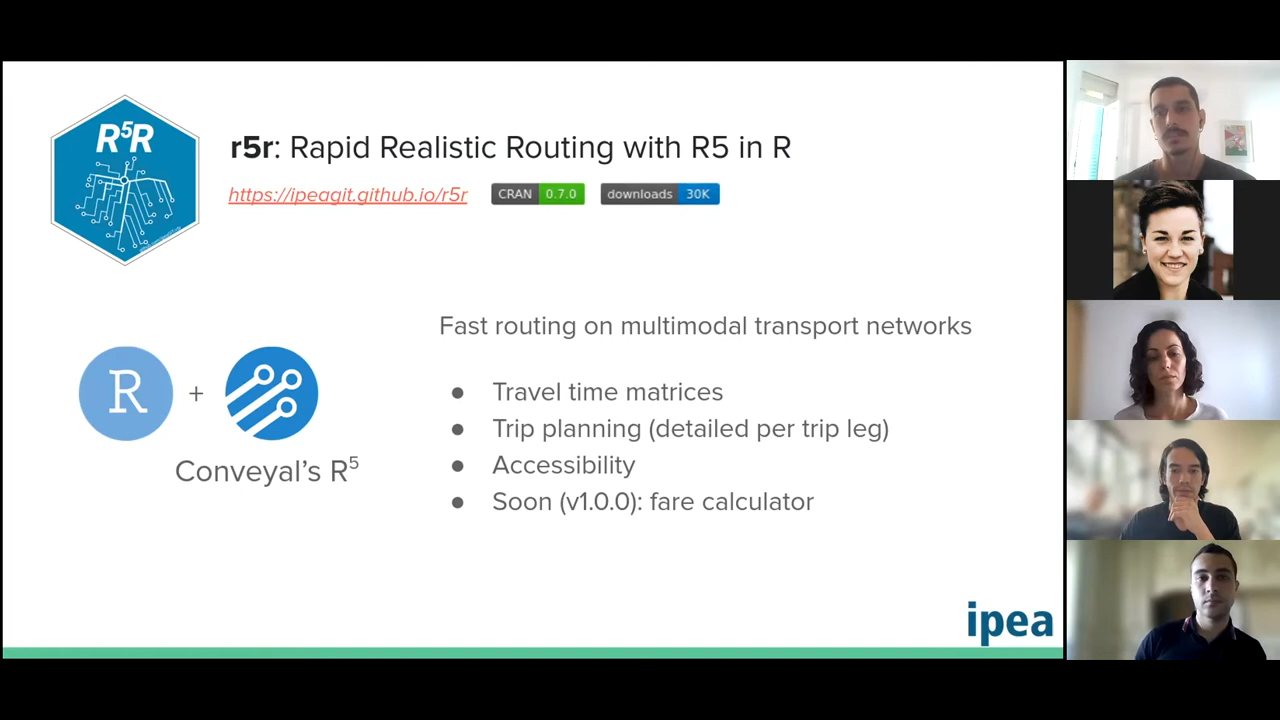 R5R
r5r: Rapid Realistic Routing with R5 in R
https://ipeagit.github.io/r5r
CRAN 0.7.0
downloads 30K
Fast routing on multimodal transport networks
R +
● Travel time matrices
● Trip planning (detailed per trip leg)
Conveyal’s R5
● Accessibility
● Soon (v1.0.0): fare calculator
ipea